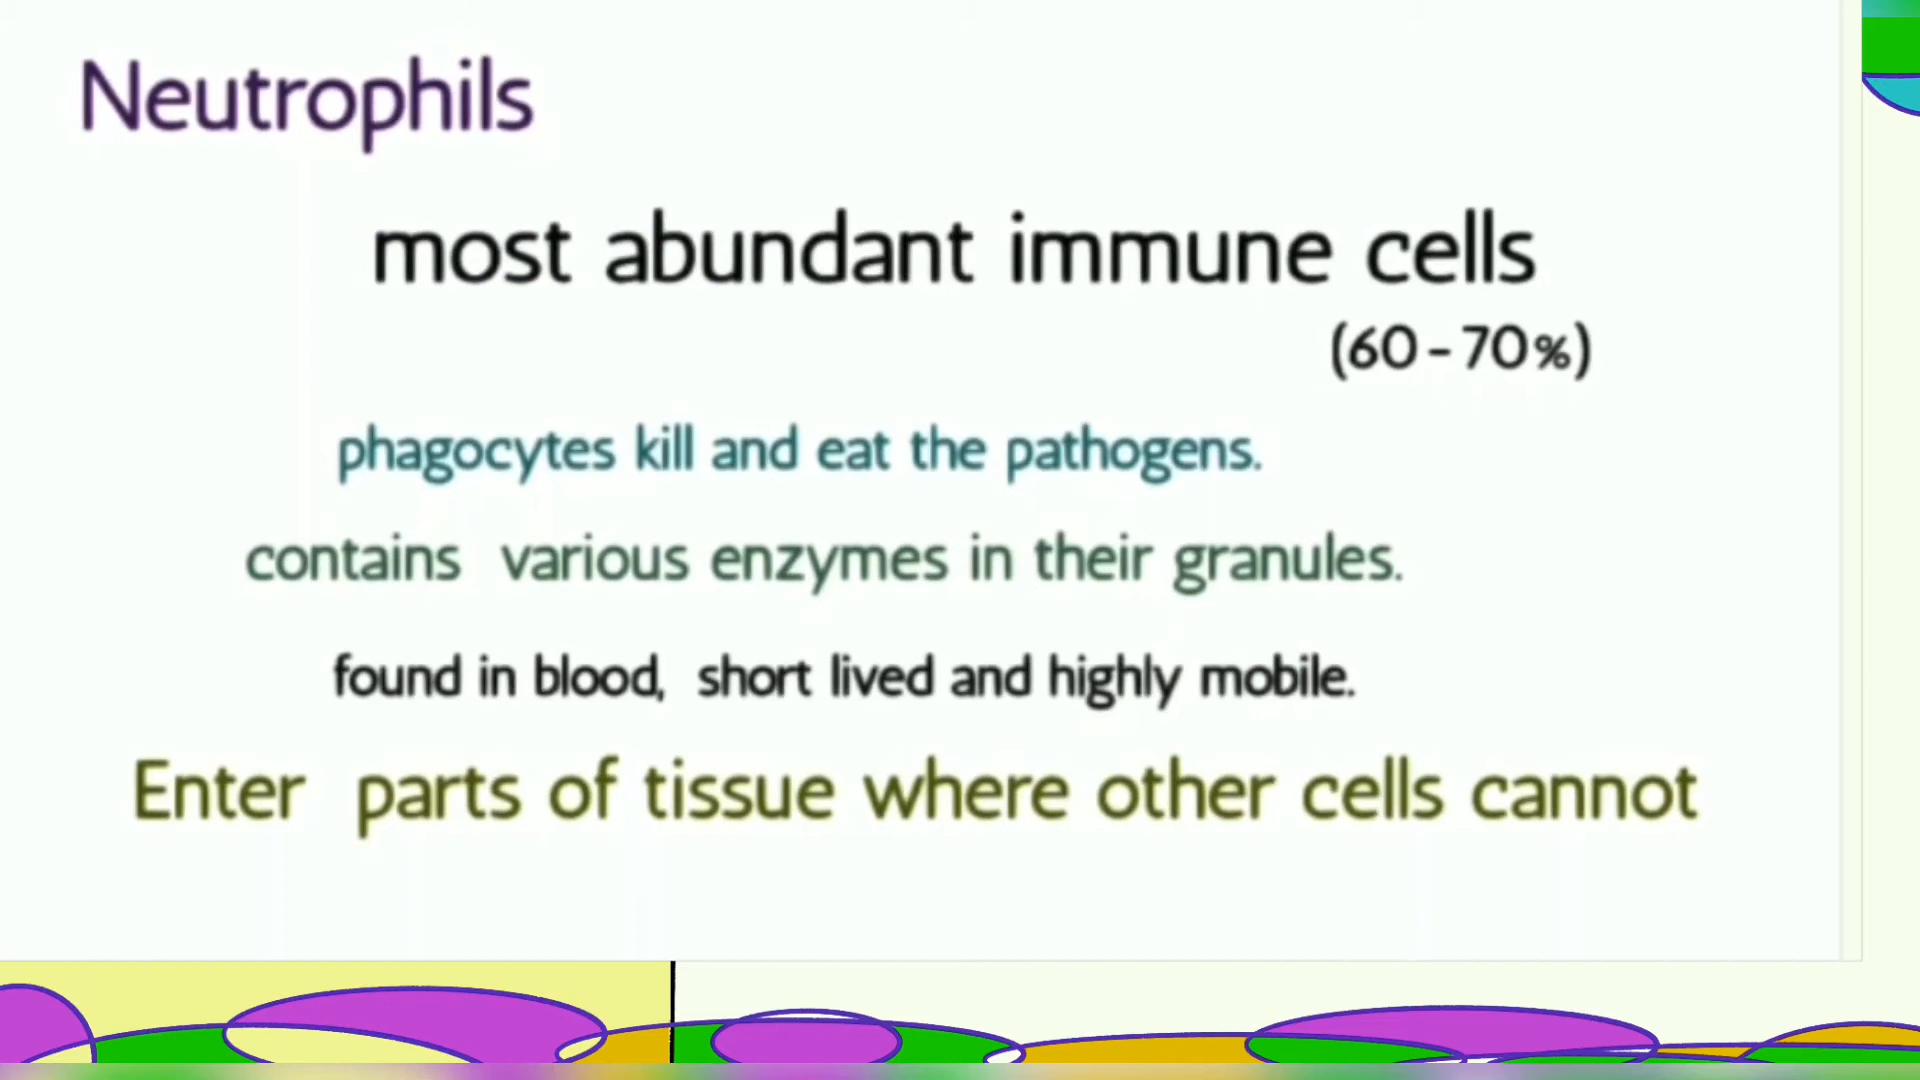 Neutrophils
most abundant immune cells
(60-70%)
phagocytes kill and eat the pathogens.
contains various enzymes in their granules.
found in blood, short lived and highly mobile.
Enter parts of tissue where other cells cannot